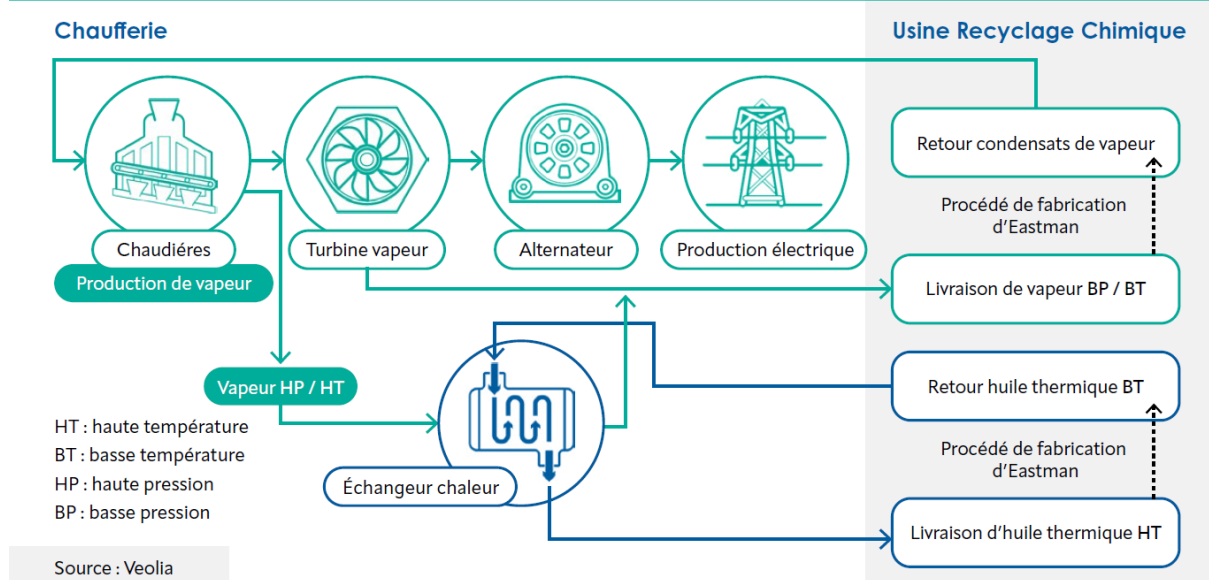 Chaufferie
Usine Recyclage Chimique
Retour condensats de vapeur
Chaudiéres
Turbine vapeur
Alternateur
Production électrique
Procédé de fabrication
d'Eastman
Production de vapeur
Livraison de vapeur BP / BT
Vapeur HP / HT
Retour huile thermique BT
HT : haute température
BT : basse température
HP : haute pression
BP : basse pression
Procédé de fabrication
d'Eastman
Échangeur chaleur
Livraison d'huile thermique HT
Source : Veolia